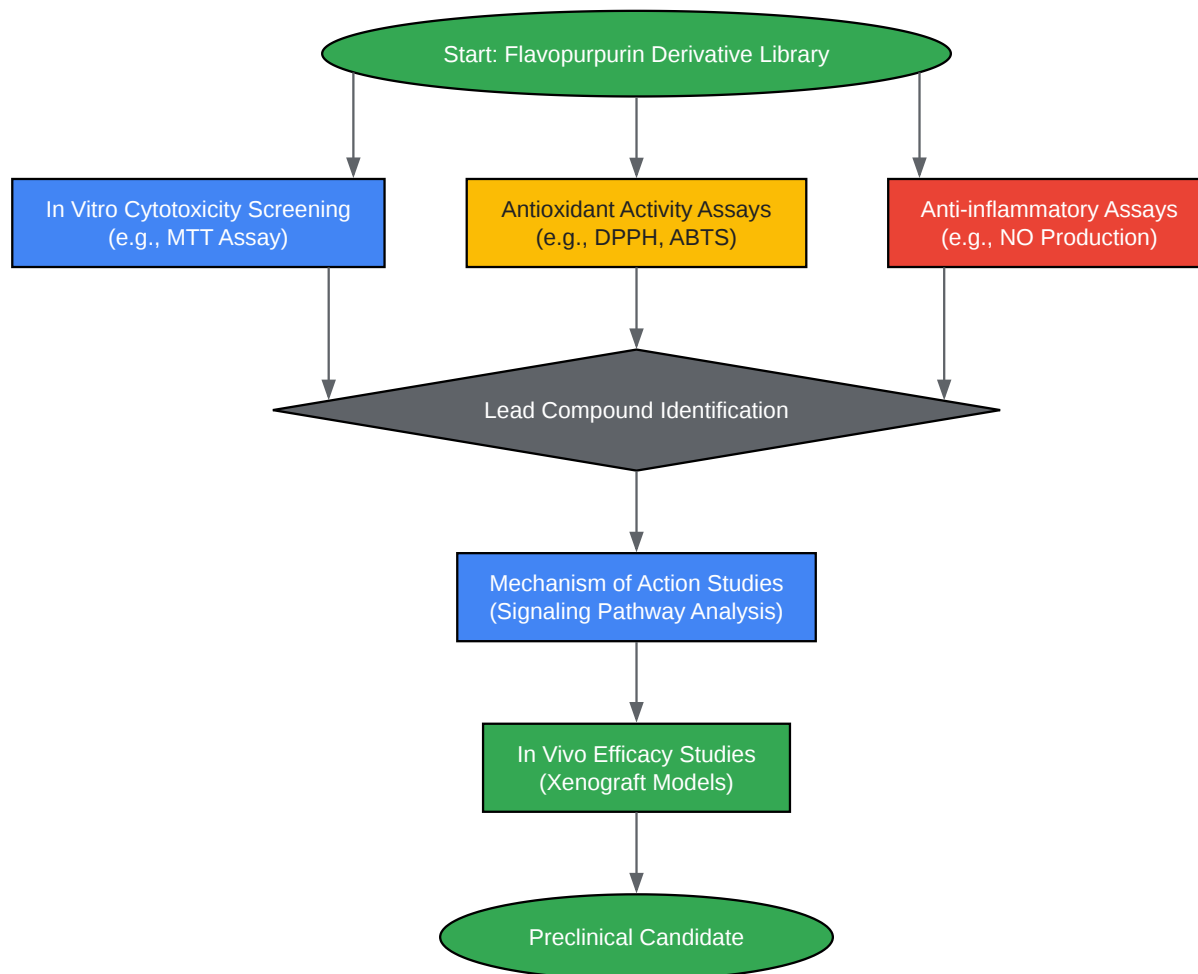 Start: Flavopurpurin Derivative Library
In Vitro Cytotoxicity Screening
(e.g., MTT Assay)
Antioxidant Activity Assays
(e.g., DPPH, ABTS)
Anti-inflammatory Assays
(e.g., NO Production)
Lead Compound Identification
Mechanism of Action Studies
(Signaling Pathway Analysis)
In Vivo Efficacy Studies
(Xenograft Models)
Preclinical Candidate